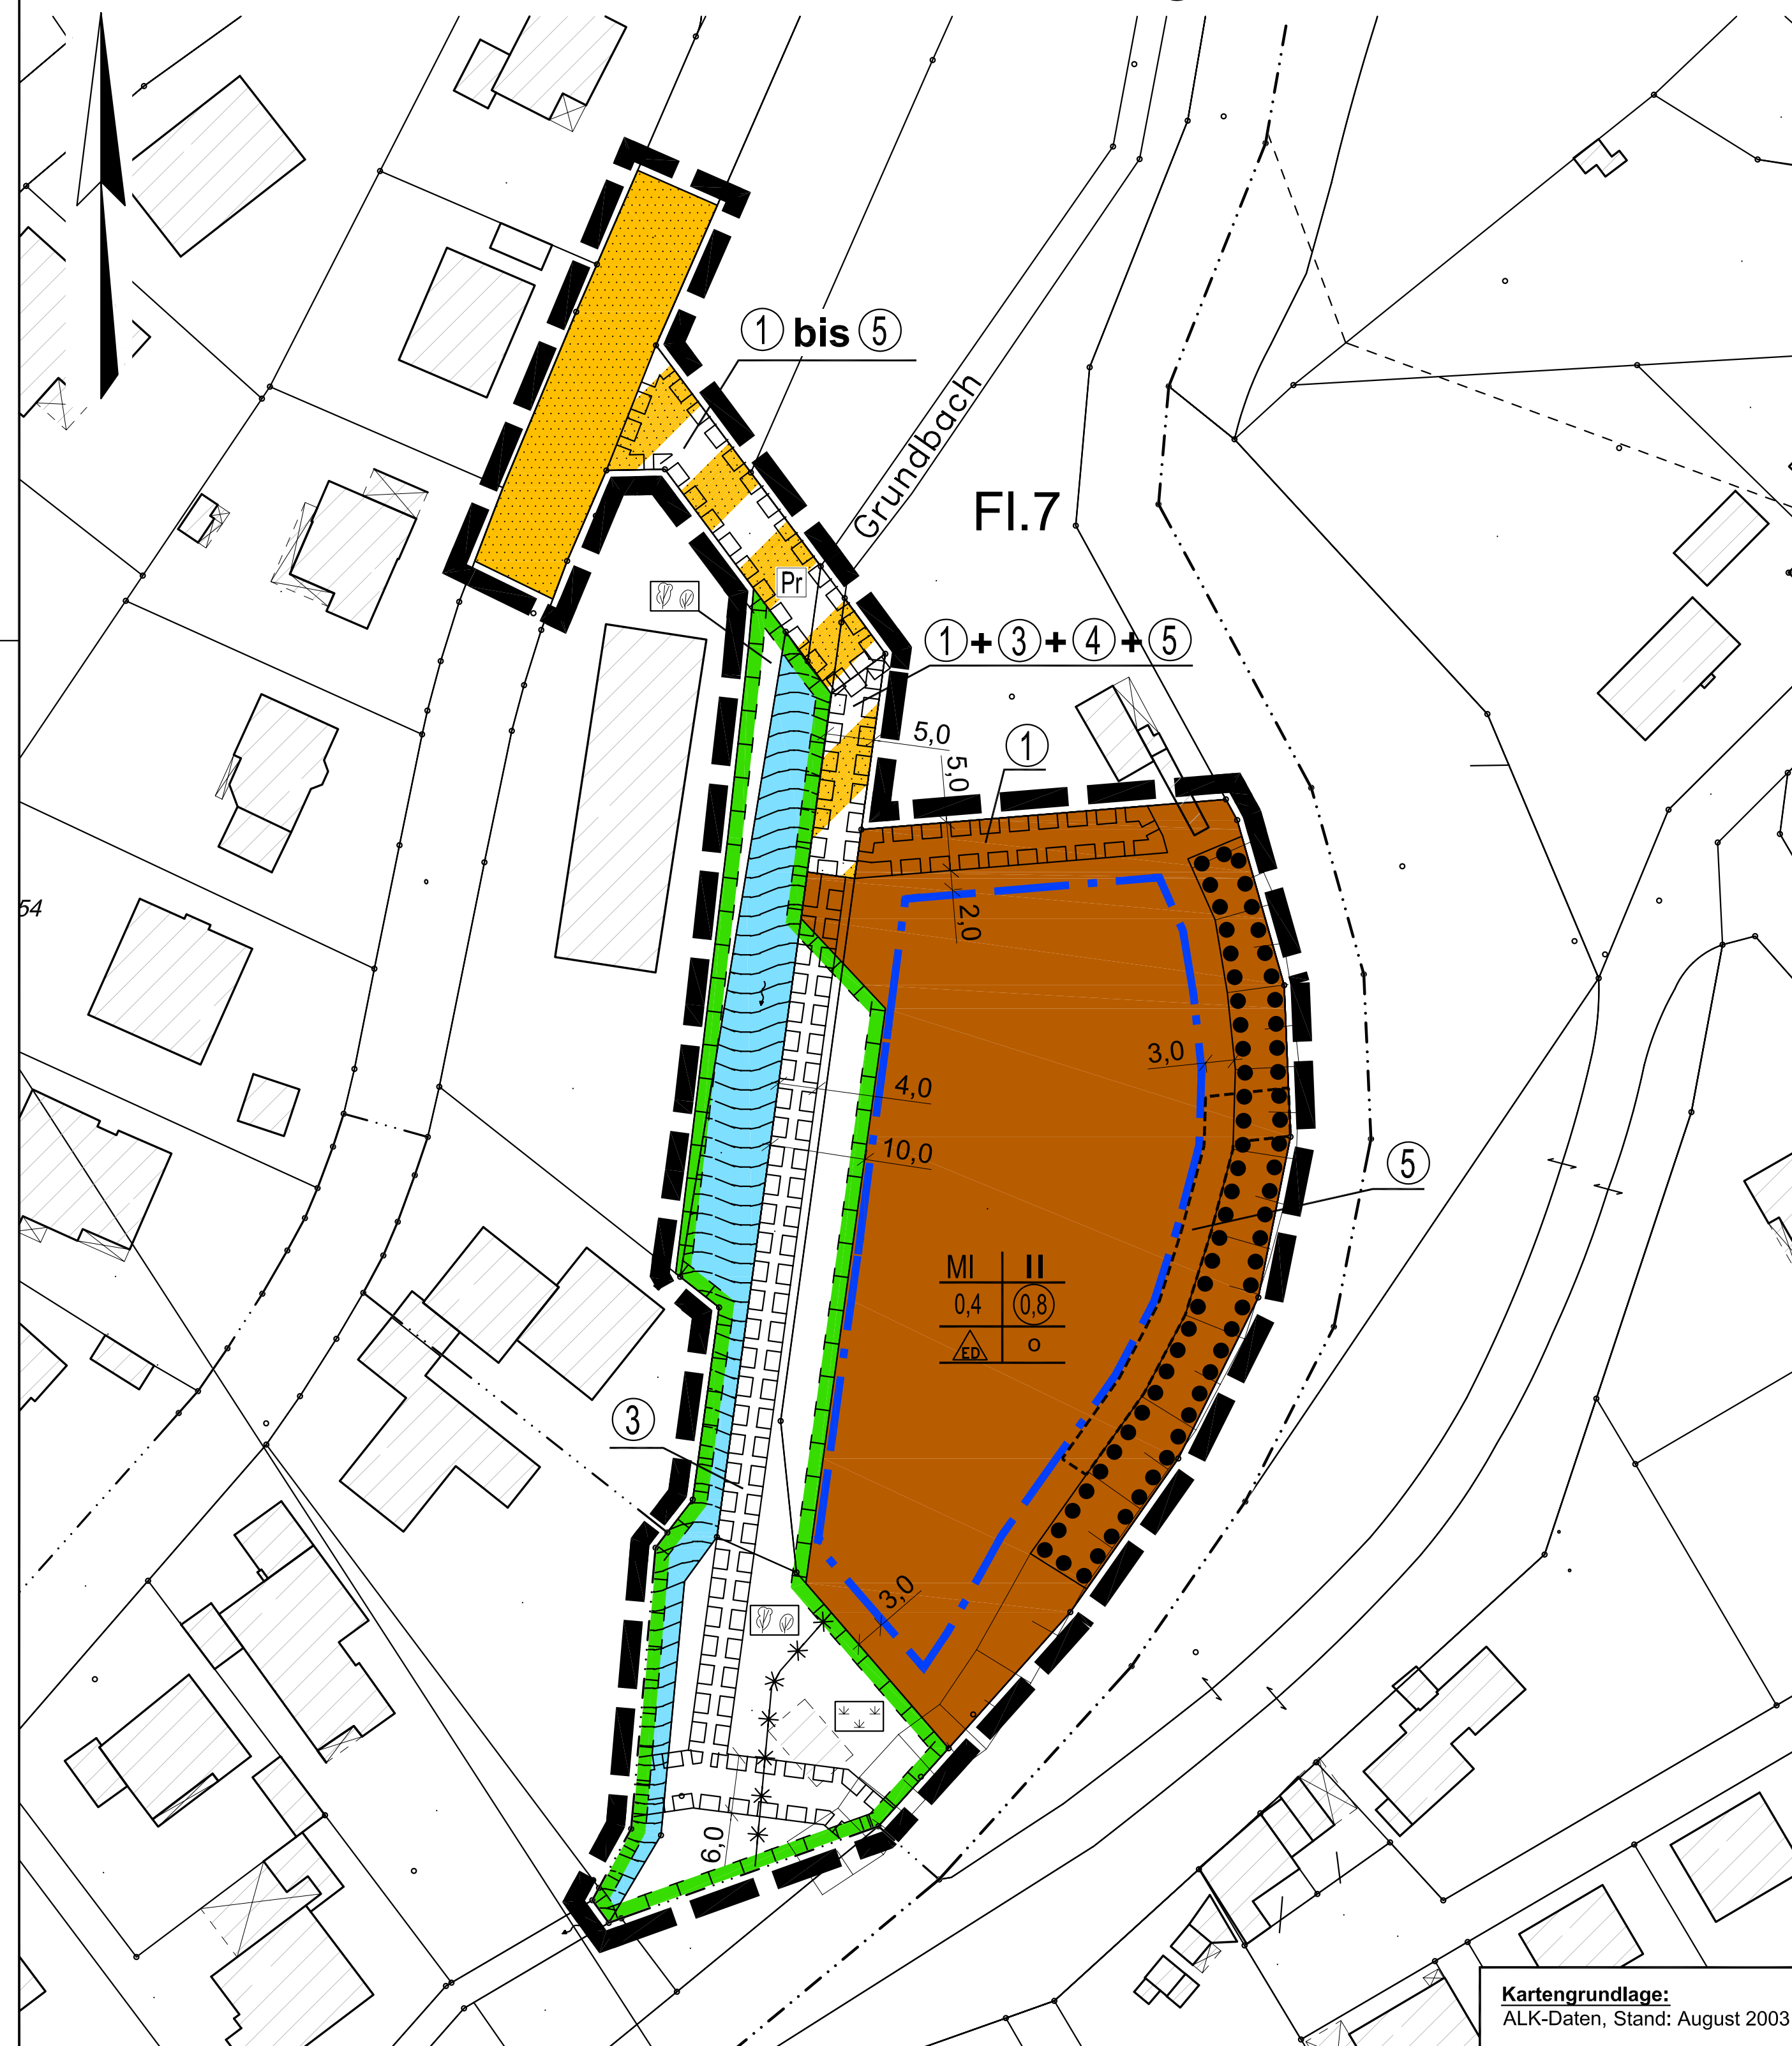 ① bis ⑤
Grundbach
Fl.7
Pr
① + ③ + ④ + ⑤
5,0
①
5,0
54
2,0
3,0
4,0
10,0
⑤
MI II
0,4 0,8
ED o
③
3,0
6,0
Kartengrundlage:
ALK-Daten, Stand: August 2003